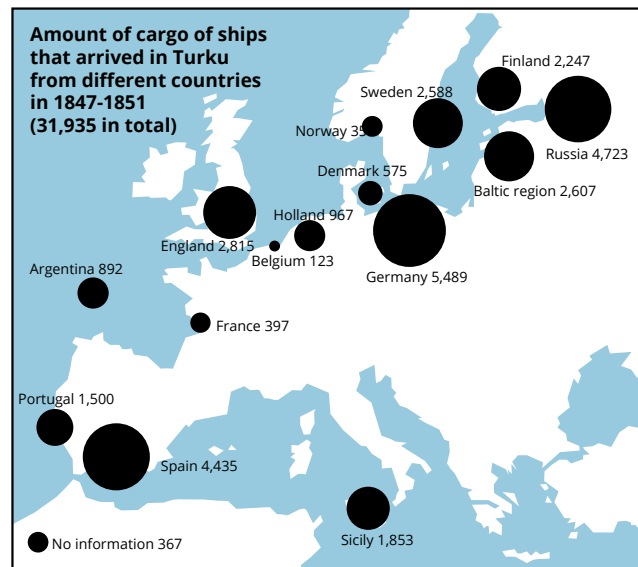 Amount of cargo of ships
that arrived in Turku
from different countries
in 1847-1851
(31,935 in total)
Finland 2,247
Sweden 2,588
Norway 35
Russia 4,723
Denmark 575
Baltic region 2,607
Holland 967
England 2,815
Belgium 123
Argentina 892
Germany 5,489
France 397
Portugal 1,500
Spain 4,435
Sicily 1,853
No information 367